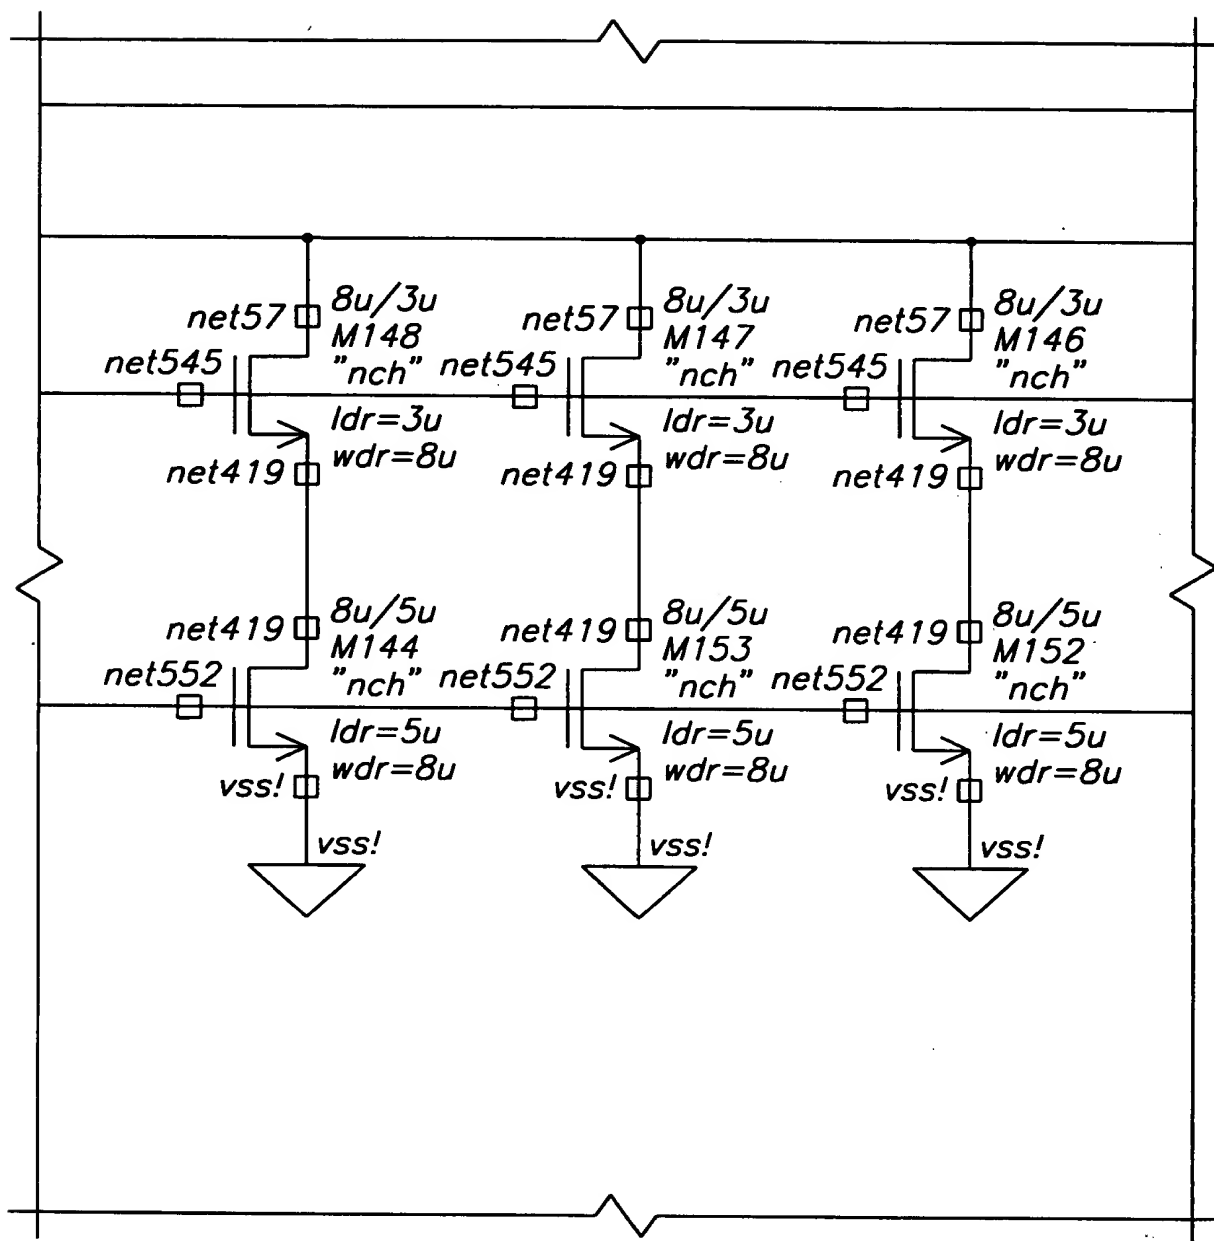 8u/3u
net57
M148
net545
"nch"
ldr=3u
wdr=8u
net419
8u/3u
net57
M147
net545
"nch"
ldr=3u
wdr=8u
net419
8u/3u
net57
M146
net545
"nch"
ldr=3u
wdr=8u
net419
8u/5u
net419
M144
net552
"nch"
ldr=5u
wdr=8u
vss!
vss!
8u/5u
net419
M153
net552
"nch"
ldr=5u
wdr=8u
vss!
vss!
8u/5u
net419
M152
net552
"nch"
ldr=5u
wdr=8u
vss!
vss!